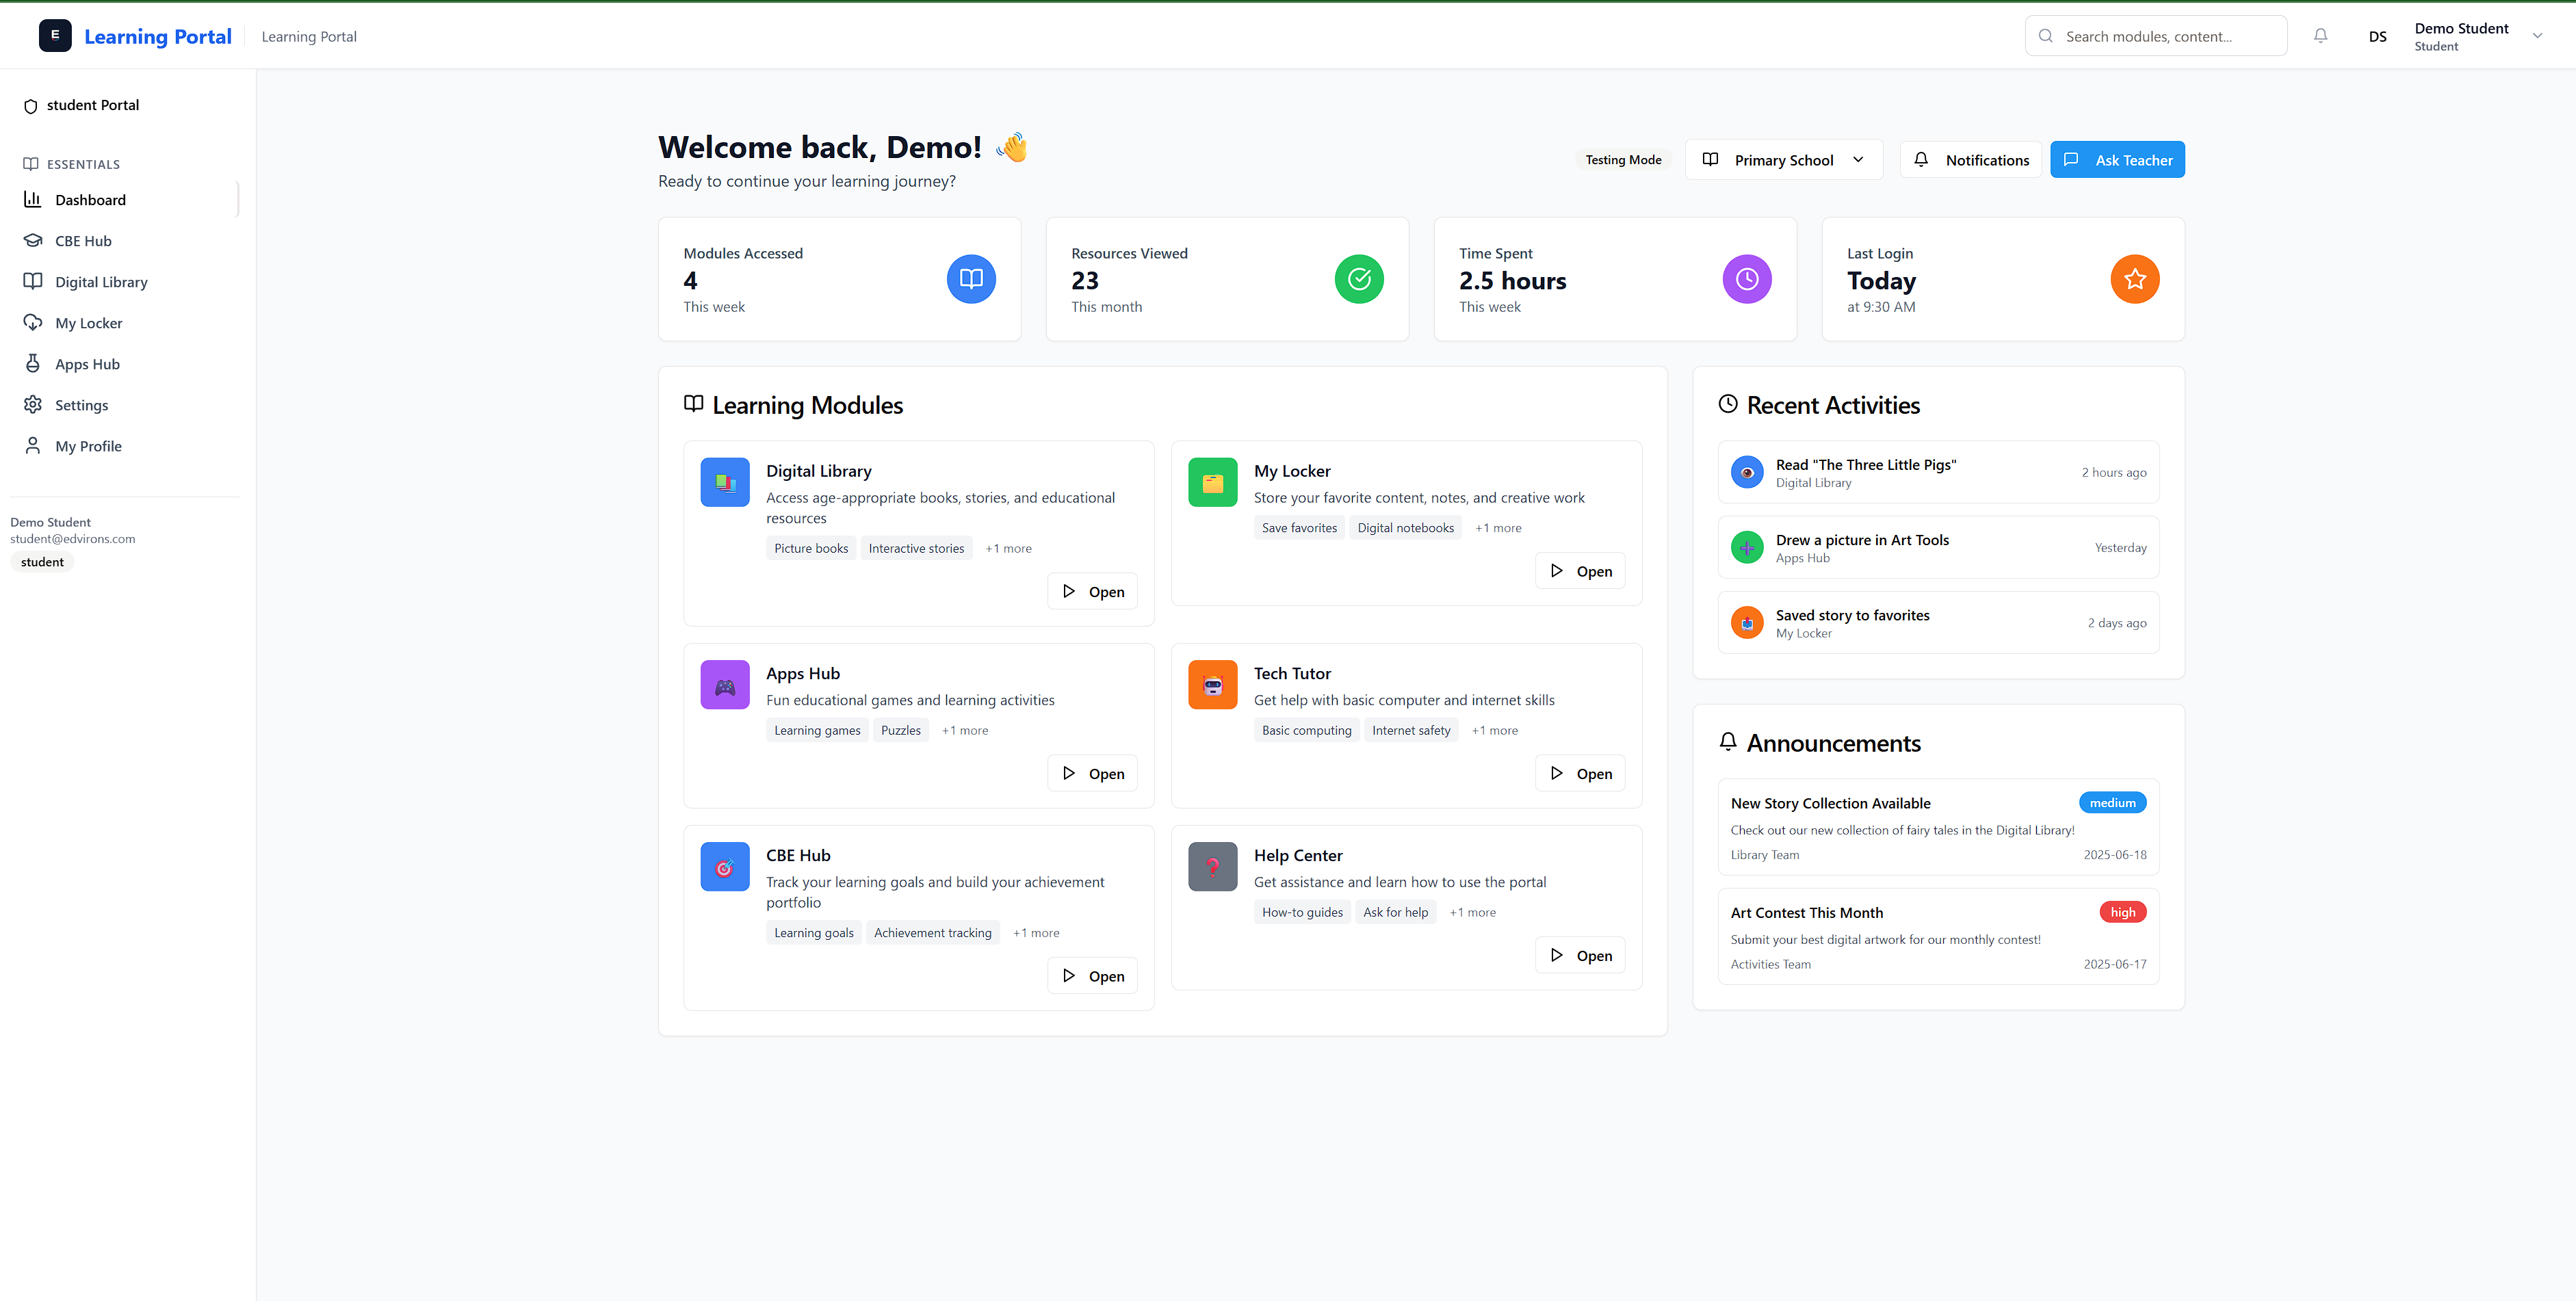 E
Learning Portal
Learning Portal
Search modules, content...
DS
Demo Student
Student
student Portal
ESSENTIALS
Dashboard
CBE Hub
Digital Library
My Locker
Apps Hub
Settings
My Profile
Demo Student
student@edvirons.com
student
Welcome back, Demo! 👋
Ready to continue your learning journey?
Testing Mode
Primary School
Notifications
Ask Teacher
Modules Accessed
4
This week
Resources Viewed
23
This month
Time Spent
2.5 hours
This week
Last Login
Today
at 9:30 AM
Learning Modules
Digital Library
Access age-appropriate books, stories, and educational
resources
Picture books Interactive stories +1 more
Open
My Locker
Store your favorite content, notes, and creative work
Save favorites Digital notebooks +1 more
Open
Apps Hub
Fun educational games and learning activities
Learning games Puzzles +1 more
Open
Tech Tutor
Get help with basic computer and internet skills
Basic computing Internet safety +1 more
Open
CBE Hub
Track your learning goals and build your achievement
portfolio
Learning goals Achievement tracking +1 more
Open
Help Center
Get assistance and learn how to use the portal
How-to guides Ask for help +1 more
Open
Recent Activities
Read "The Three Little Pigs"
Digital Library
2 hours ago
Drew a picture in Art Tools
Apps Hub
Yesterday
Saved story to favorites
My Locker
2 days ago
Announcements
New Story Collection Available
medium
Check out our new collection of fairy tales in the Digital Library!
Library Team
2025-06-18
Art Contest This Month
high
Submit your best digital artwork for our monthly contest!
Activities Team
2025-06-17